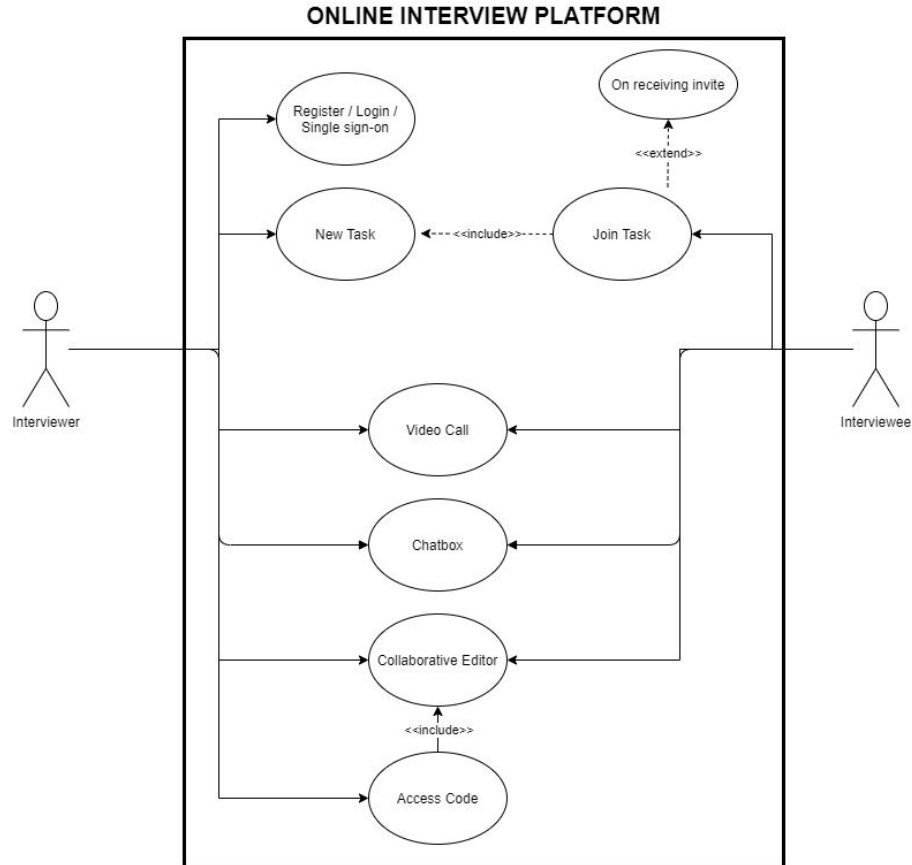 ONLINE INTERVIEW PLATFORM
Register / Login /
Single sign-on
On receiving invite
<<extend>>
New Task
<<include>>
Join Task
Interviewer
Interviewee
Video Call
Chatbox
Collaborative Editor
<<include>>
Access Code